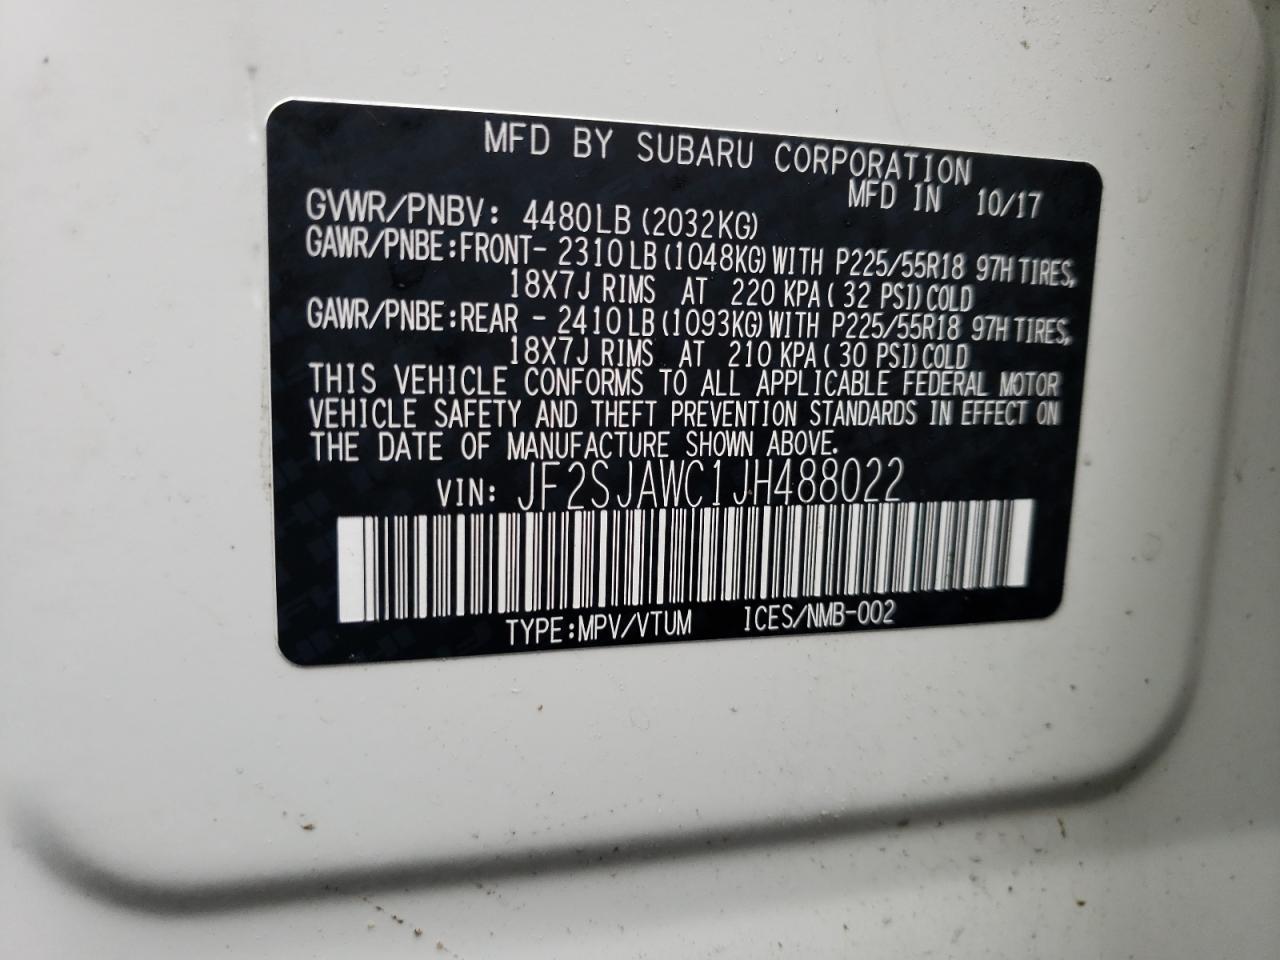 MFD BY SUBARU CORPORATION
MFD IN 10/17
GVWR/PNBV: 4480LB(2032KG)
GAWR/PNBE:FRONT- 2310LB(1048KG)WITH P225/55R18 97H TIRES,
18X7J RIMS AT 220 KPA( 32 PSI)COLD
GAWR/PNBE:REAR - 2410LB(1093KG)WITH P225/55R18 97H TIRES,
18X7J RIMS AT 210 KPA( 30 PSI)COLD
THIS VEHICLE CONFORMS TO ALL APPLICABLE FEDERAL MOTOR
VEHICLE SAFETY AND THEFT PREVENTION STANDARDS IN EFFECT ON
THE DATE OF MANUFACTURE SHOWN ABOVE.
VIN: JF2SJAWC1JH488022
TYPE:MPV/VTUM ICES/NMB-002